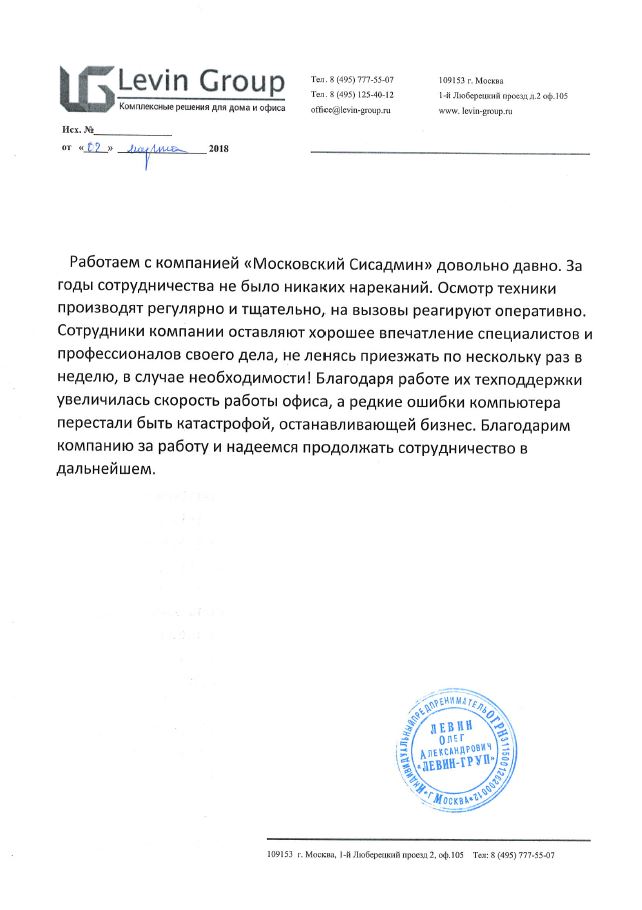 LG Levin Group
Комплексные решения для дома и офиса
Тел. 8 (495) 777-55-07
Тел. 8 (495) 125-40-12
office@levin-group.ru
109153 г. Москва
1-й Люберецкий проезд д.2 оф.105
www. levin-group.ru
Исх. №
от «02» марта 2018
Работаем с компанией «Московский Сисадмин» довольно давно. За
годы сотрудничества не было никаких нареканий. Осмотр техники
производят регулярно и тщательно, на вызовы реагируют оперативно.
Сотрудники компании оставляют хорошее впечатление специалистов и
профессионалов своего дела, не ленясь приезжать по нескольку раз в
неделю, в случае необходимости! Благодаря работе их техподдержки
увеличилась скорость работы офиса, а редкие ошибки компьютера
перестали быть катастрофой, останавливающей бизнес. Благодарим
компанию за работу и надеемся продолжать сотрудничество в
дальнейшем.
ИНДИВИДУАЛЬНЫЙ ПРЕДПРЕНИМАТЕЛЬ ОГРН
Г МОСКВА
ЛЕВИН
ОЛЕГ
АЛЕКСАНДРОВИЧ
"ЛЕВИН-ГРУП"
109153 г. Москва, 1-й Люберецкий проезд 2, оф.105 Тел: 8 (495) 777-55-07